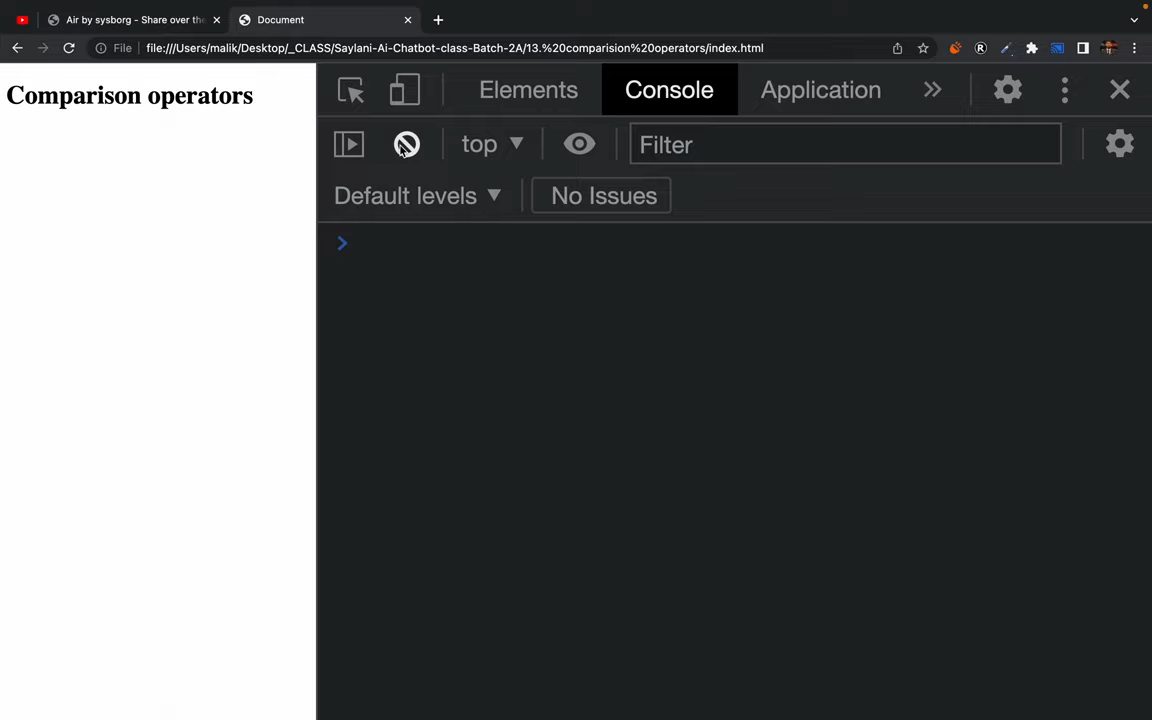 Air by sysborg - Share over the
Document
File
file:///Users/malik/Desktop/_CLASS/Saylani-Ai-Chatbot-class-Batch-2A/13.%20comparision%20operators/index.html
Comparison operators
Elements
Console
Application
top
Filter
Default levels
No Issues